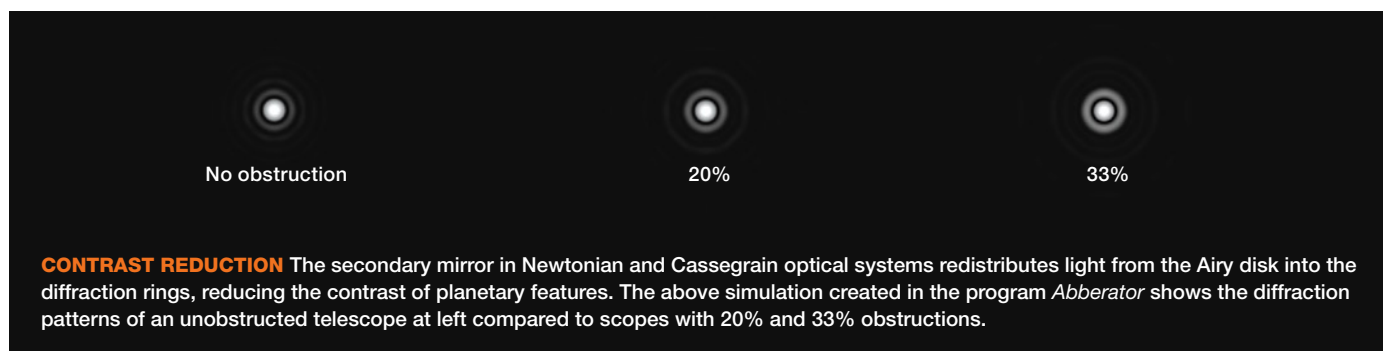 No obstruction
20%
33%
CONTRAST REDUCTION The secondary mirror in Newtonian and Cassegrain optical systems redistributes light from the Airy disk into the
diffraction rings, reducing the contrast of planetary features. The above simulation created in the program Abberator shows the diffraction
patterns of an unobstructed telescope at left compared to scopes with 20% and 33% obstructions.